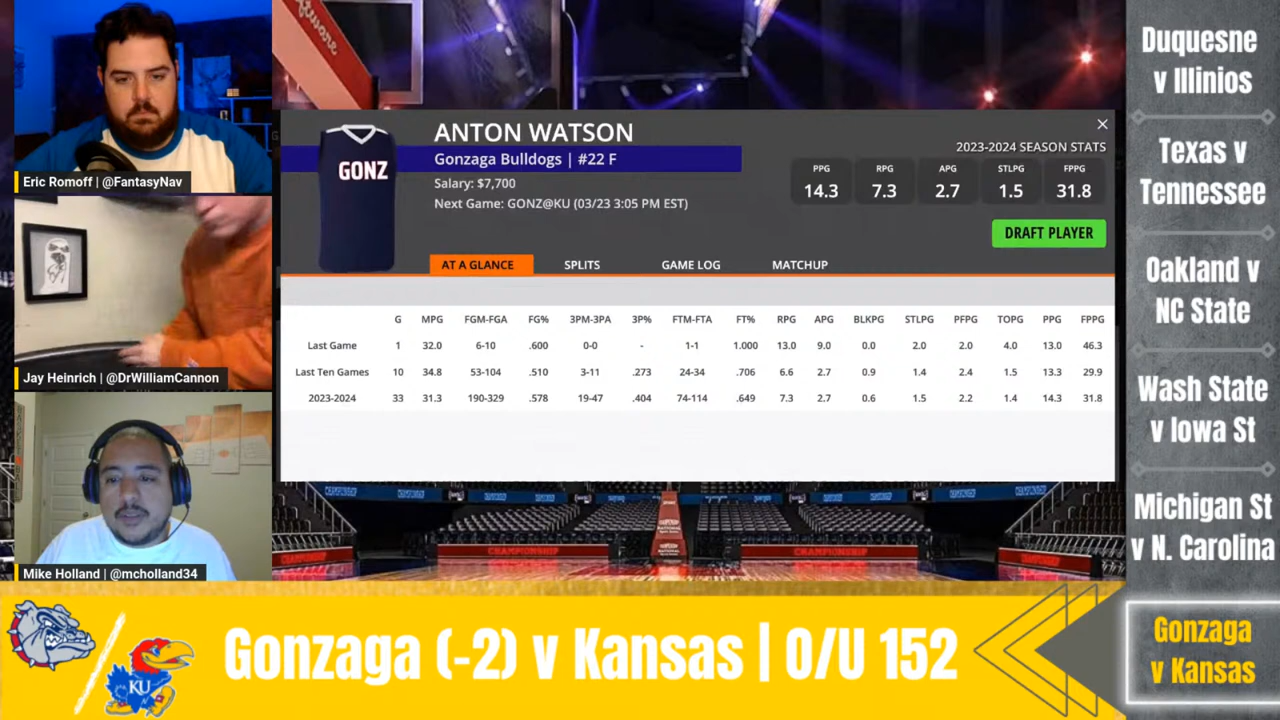 Eric Romoff | @FantasyNav
Jay Heinrich | @DrWilliamCannon
Mike Holland | @mcholland34
GONZ
ANTON WATSON
Gonzaga Bulldogs | #22 F
Salary: $7,700
Next Game: GONZ@KU (03/23 3:05 PM EST)
2023-2024 SEASON STATS
PPG RPG APG STLPG FPPG
14.3 7.3 2.7 1.5 31.8
DRAFT PLAYER
AT A GLANCE SPLITS GAME LOG MATCHUP
G MPG FGM-FGA FG% 3PM-3PA 3P% FTM-FTA FT% RPG APG BLKPG STLPG PFPG TOPG PPG FPPG
Last Game 1 32.0 6-10 .600 0-0 - 1-1 1.000 13.0 9.0 0.0 2.0 2.0 4.0 13.0 46.3
Last Ten Games 10 34.8 53-104 .510 3-11 .273 24-34 .706 6.6 2.7 0.9 1.4 2.4 1.5 13.3 29.9
2023-2024 33 31.3 190-329 .578 19-47 .404 74-114 .649 7.3 2.7 0.6 1.5 2.2 1.4 14.3 31.8
CHAMPIONSHIP
CHAMPIONSHIP
KU
Gonzaga (-2) v Kansas | O/U 152
Duquesne
v Illinios
Texas v
Tennessee
Oakland v
NC State
Wash State
v Iowa St
Michigan St
v N. Carolina
Gonzaga
v Kansas